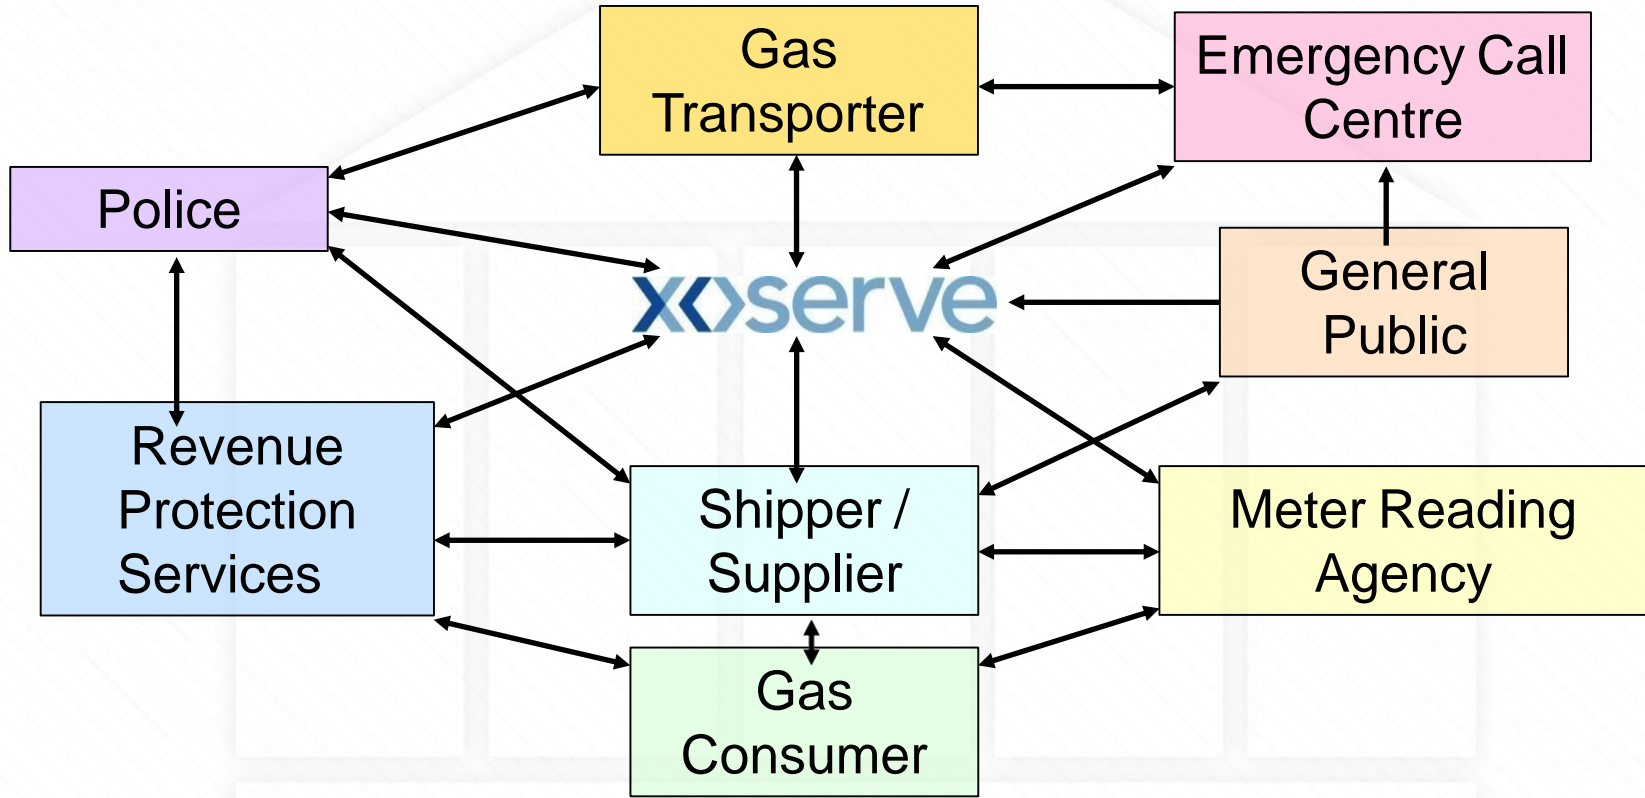 Gas
Transporter
Emergency Call
Centre
Police
xoserve
General
Public
Revenue
Protection
Services
Shipper /
Supplier
Meter Reading
Agency
Gas
Consumer